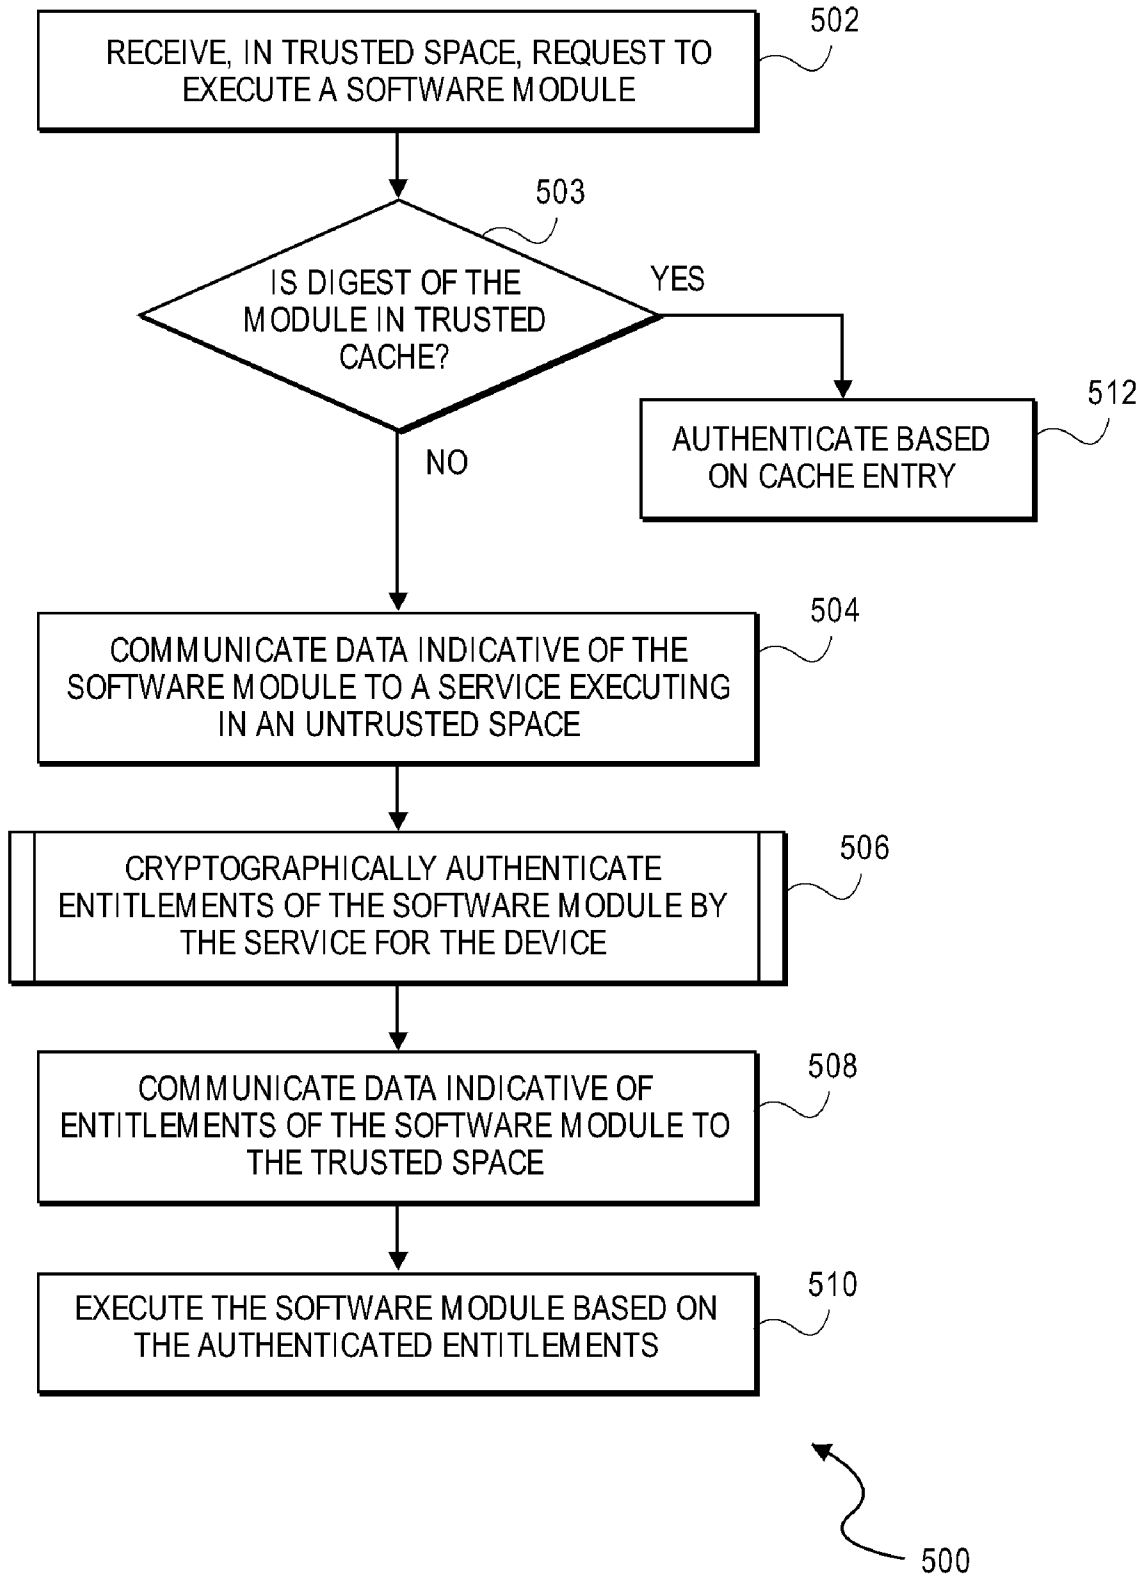 502
RECEIVE, IN TRUSTED SPACE, REQUEST TO
EXECUTE A SOFTWARE MODULE
503
IS DIGEST OF THE
MODULE IN TRUSTED
CACHE?
YES
NO
512
AUTHENTICATE BASED
ON CACHE ENTRY
504
COMMUNICATE DATA INDICATIVE OF THE
SOFTWARE MODULE TO A SERVICE EXECUTING
IN AN UNTRUSTED SPACE
506
CRYPTOGRAPHICALLY AUTHENTICATE
ENTITLEMENTS OF THE SOFTWARE MODULE BY
THE SERVICE FOR THE DEVICE
508
COMMUNICATE DATA INDICATIVE OF
ENTITLEMENTS OF THE SOFTWARE MODULE TO
THE TRUSTED SPACE
510
EXECUTE THE SOFTWARE MODULE BASED ON
THE AUTHENTICATED ENTITLEMENTS
500